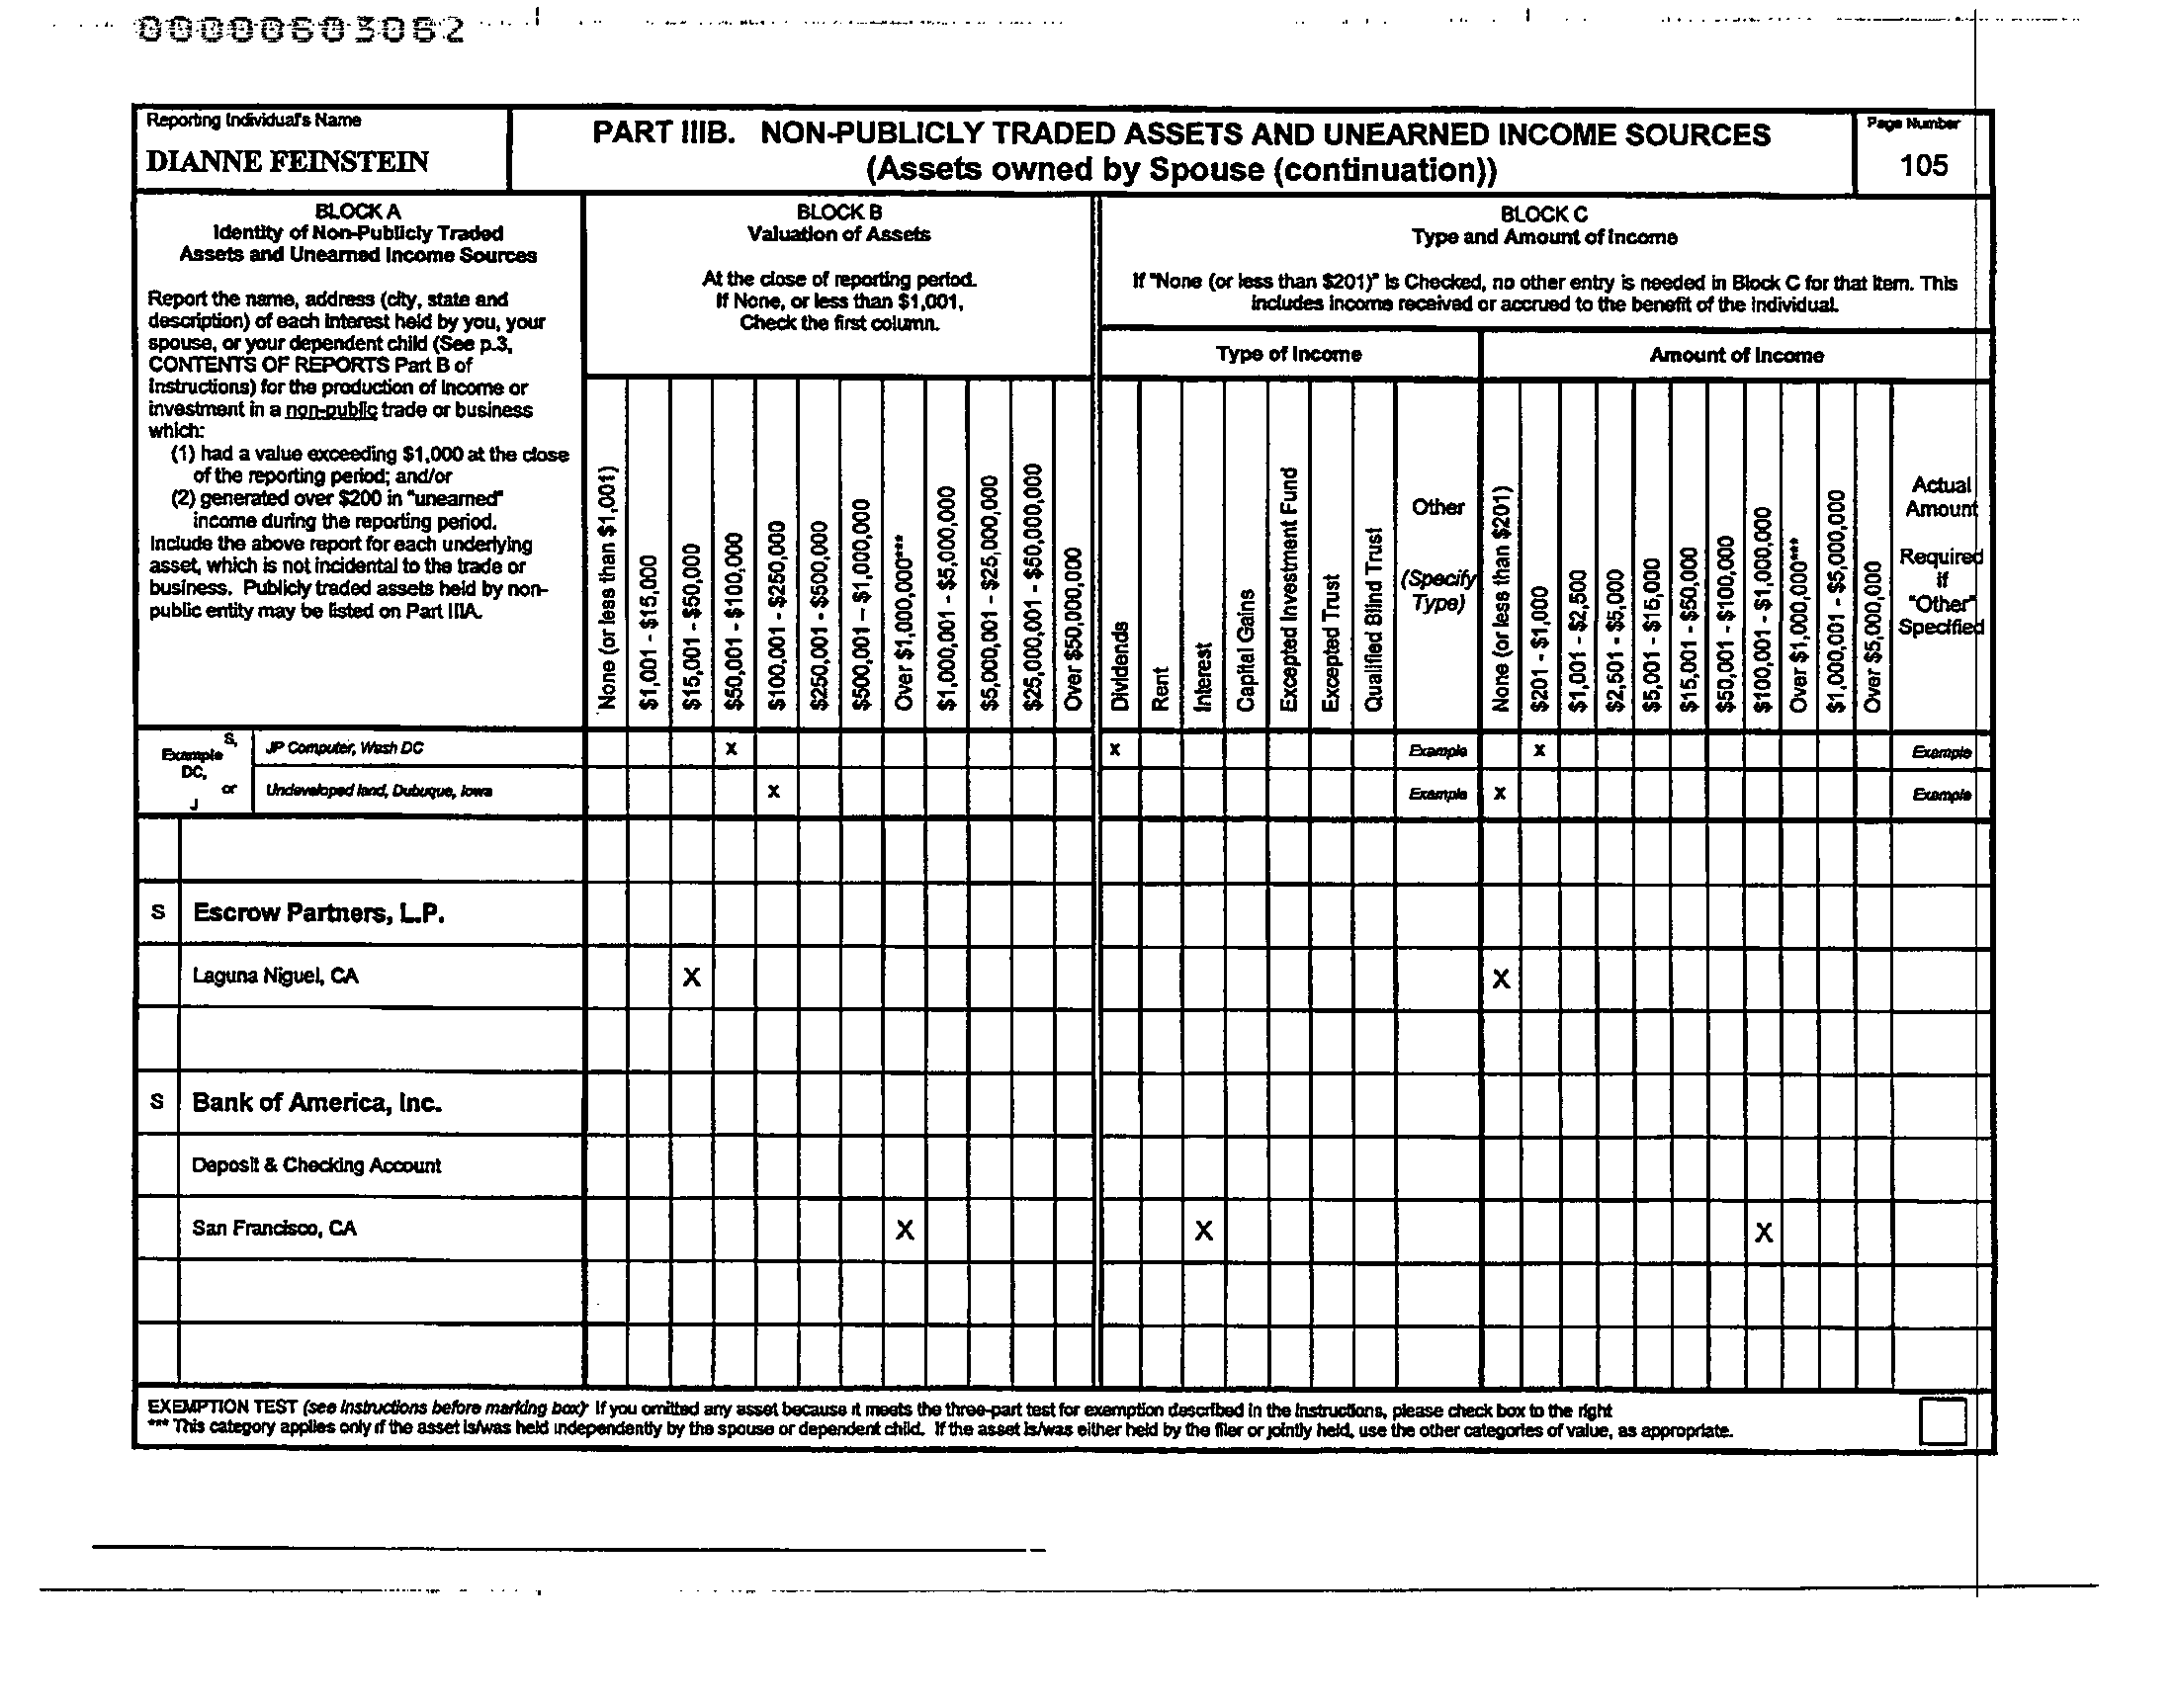 00000603062
Reporting Individual's Name
DIANNE FEINSTEIN
PART IIIB. NON-PUBLICLY TRADED ASSETS AND UNEARNED INCOME SOURCES
(Assets owned by Spouse (continuation))
Page Number
105
BLOCK A
Identity of Non-Publicly Traded
Assets and Unearned Income Sources
Report the name, address (city, state and
description) of each interest held by you, your
spouse, or your dependent child (See p.3,
CONTENTS OF REPORTS Part B of
Instructions) for the production of income or
investment in a non-public trade or business
which:
(1) had a value exceeding $1,000 at the close
of the reporting period; and/or
(2) generated over $200 in "unearned"
income during the reporting period.
Include the above report for each underlying
asset, which is not incidental to the trade or
business. Publicly traded assets held by non-
public entity may be listed on Part IIIA.
BLOCK B
Valuation of Assets
At the close of reporting period.
If None, or less than $1,001,
Check the first column.
None (or less than $1,001)
$1,001 - $15,000
$15,001 - $50,000
$50,001 - $100,000
$100,001 - $250,000
$250,001 - $500,000
$500,001 – $1,000,000
Over $1,000,000***
$1,000,001 - $5,000,000
$5,000,001 - $25,000,000
$25,000,001 - $50,000,000
Over $50,000,000
BLOCK C
Type and Amount of Income
If "None (or less than $201)" is Checked, no other entry is needed in Block C for that item. This
includes income received or accrued to the benefit of the individual.
Type of Income
Dividends
Rent
Interest
Capital Gains
Excepted Investment Fund
Excepted Trust
Qualified Blind Trust
Other
(Specify
Type)
Amount of Income
None (or less than $201)
$201 - $1,000
$1,001 - $2,500
$2,501 - $5,000
$5,001 - $15,000
$15,001 - $50,000
$50,001 - $100,000
$100,001 - $1,000,000
Over $1,000,000***
$1,000,001 - $5,000,000
Over $5,000,000
Actual
Amount
Required
if
"Other"
Specified
Example S,
DC,
or
J
JP Computer, Wash DC X X Example X Example
Undeveloped land, Dubuque, Iowa X Example X Example
S Escrow Partners, L.P.
Laguna Niguel, CA X X
S Bank of America, Inc.
Deposit & Checking Account
San Francisco, CA X X X
EXEMPTION TEST (see instructions before marking box) If you omitted any asset because it meets the three-part test for exemption described in the instructions, please check box to the right
*** This category applies only if the asset is/was held independently by the spouse or dependent child. If the asset is/was either held by the filer or jointly held, use the other categories of value, as appropriate.